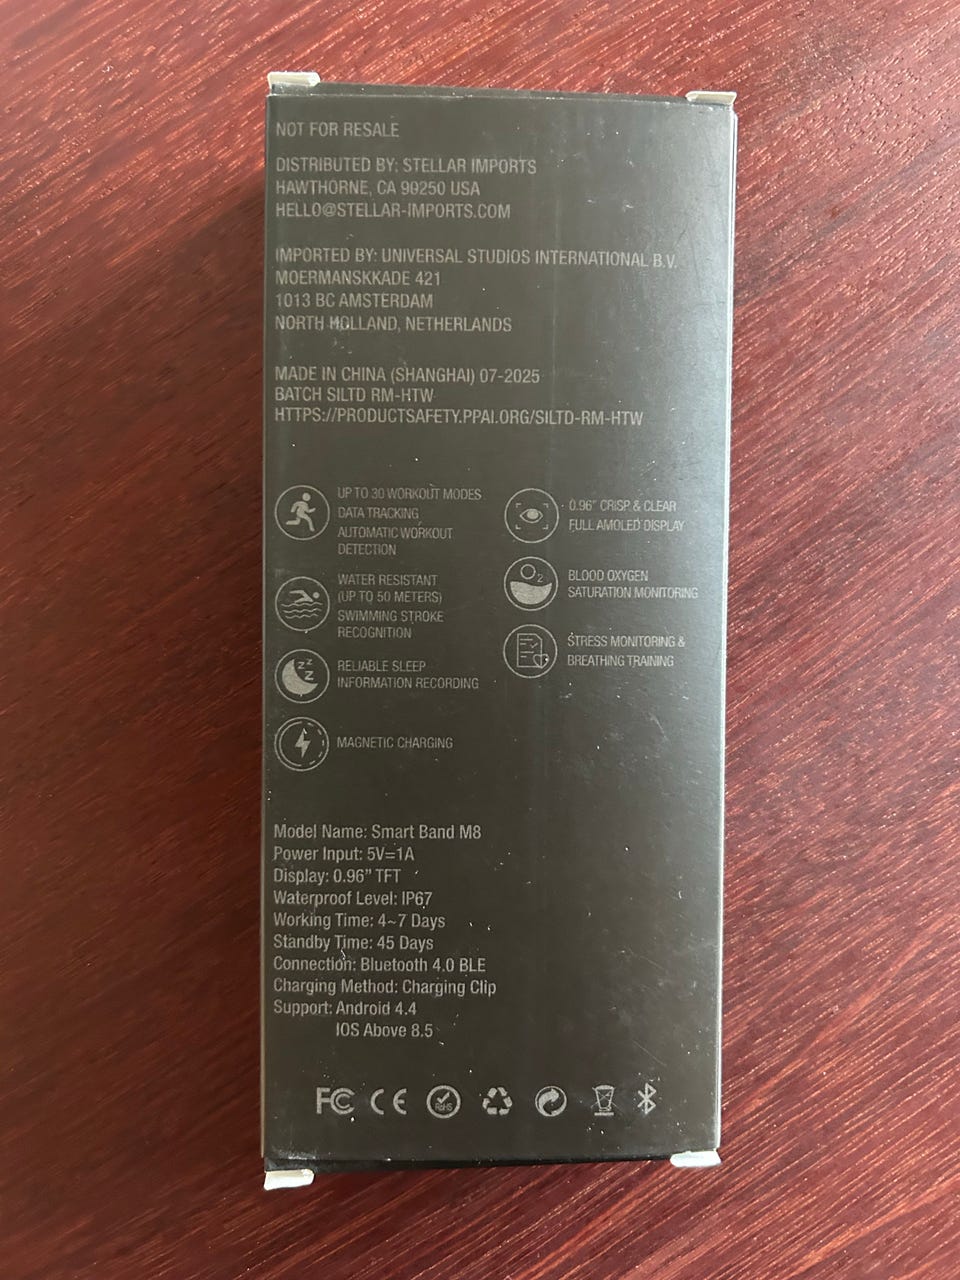 NOT FOR RESALE
DISTRIBUTED BY: STELLAR IMPORTS
HAWTHORNE, CA 90250 USA
HELLO@STELLAR-IMPORTS.COM
IMPORTED BY: UNIVERSAL STUDIOS INTERNATIONAL B.V.
MOERMANSKKADE 421
1013 BC AMSTERDAM
NORTH HOLLAND, NETHERLANDS
MADE IN CHINA (SHANGHAI) 07-2025
BATCH SILTD RM-HTW
HTTPS://PRODUCTSAFETY.PPAI.ORG/SILTD-RM-HTW
UP TO 30 WORKOUT MODES
DATA TRACKING
AUTOMATIC WORKOUT
DETECTION
WATER RESISTANT
(UP TO 50 METERS)
SWIMMING STROKE
RECOGNITION
zzZ
RELIABLE SLEEP
INFORMATION RECORDING
MAGNETIC CHARGING
0.96" CRISP & CLEAR
FULL AMOLED DISPLAY
O2
BLOOD OXYGEN
SATURATION MONITORING
STRESS MONITORING &
BREATHING TRAINING
Model Name: Smart Band M8
Power Input: 5V=1A
Display: 0.96” TFT
Waterproof Level: IP67
Working Time: 4~7 Days
Standby Time: 45 Days
Connection: Bluetooth 4.0 BLE
Charging Method: Charging Clip
Support: Android 4.4
IOS Above 8.5
FC CE RoHS